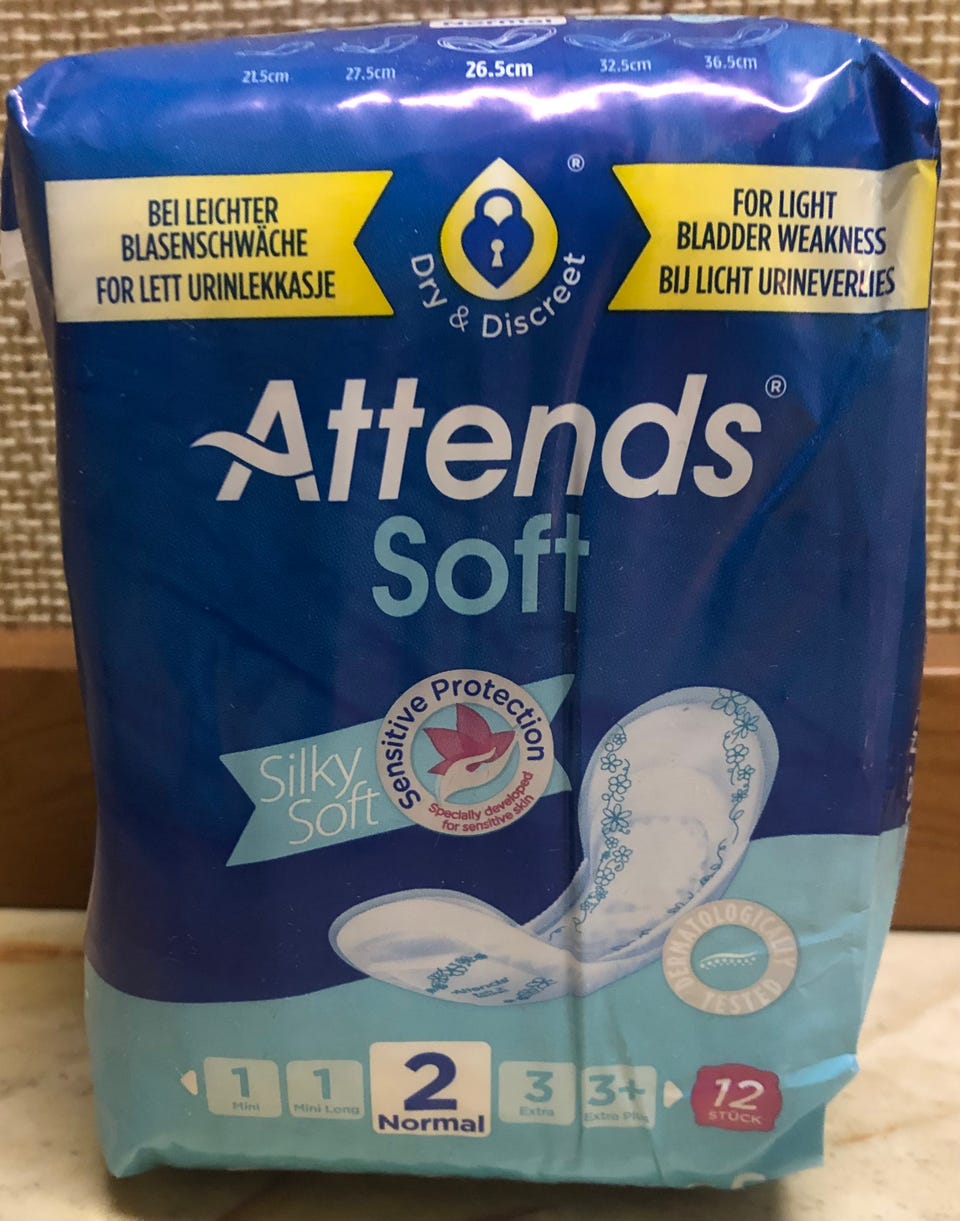 Normal
21.5cm 27.5cm 26.5cm 32.5cm 36.5cm
BEI LEICHTER
BLASENSCHWÄCHE
FOR LETT URINLEKKASJE
®
Dry & Discreet
FOR LIGHT
BLADDER WEAKNESS
BIJ LICHT URINEVERLIES
Attends®
Soft
Silky
Soft
Sensitive Protection
Specially developed
for sensitive skin
Attends
DERMATOLOGICALLY
TESTED
1
Mini
1
Mini Long
2
Normal
3
Extra
3+
Extra Plus
12
STÜCK